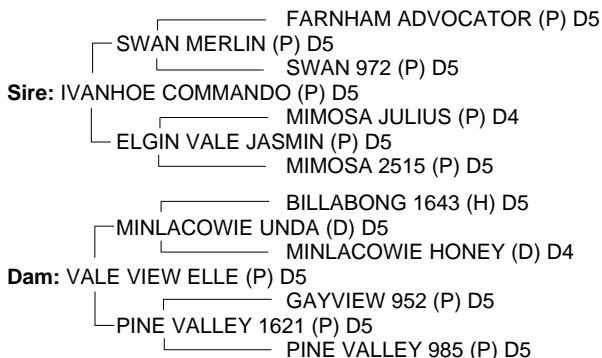 FARNHAM ADVOCATOR (P) D5
SWAN MERLIN (P) D5
SWAN 972 (P) D5
Sire: IVANHOE COMMANDO (P) D5
MIMOSA JULIUS (P) D4
ELGIN VALE JASMIN (P) D5
MIMOSA 2515 (P) D5
BILLABONG 1643 (H) D5
MINLACOWIE UNDA (D) D5
MINLACOWIE HONEY (D) D4
Dam: VALE VIEW ELLE (P) D5
GAYVIEW 952 (P) D5
PINE VALLEY 1621 (P) D5
PINE VALLEY 985 (P) D5